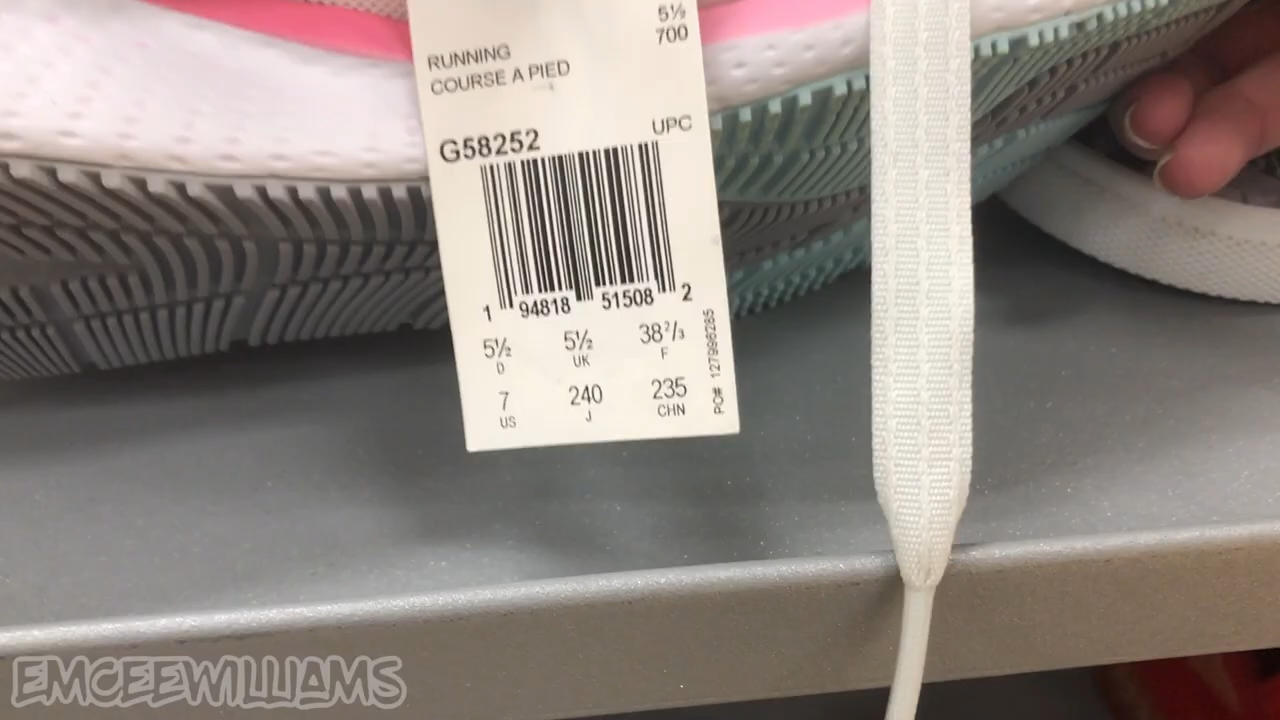 5½
700
RUNNING
COURSE A PIED
UPC
G58252
1 94818 51508 2
5½ 5½ 38²/3
D UK F
7 240 235
US J CHN
PO# 127996285
EMCEEWILLIAMS